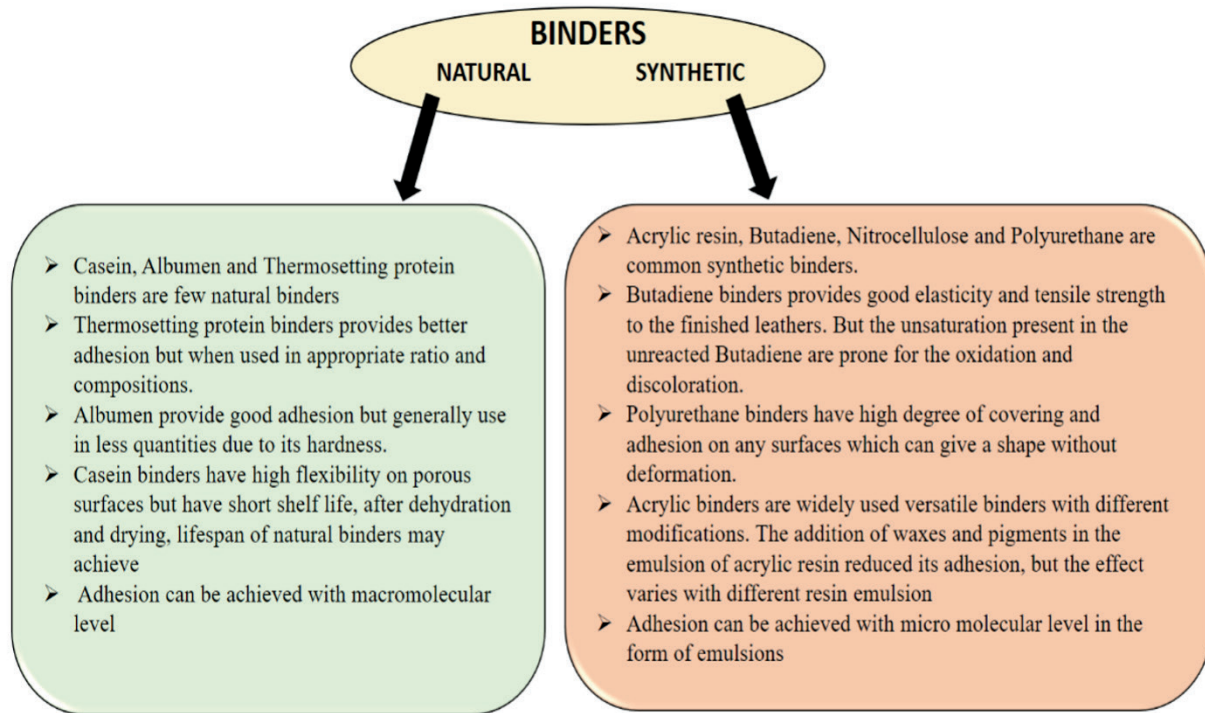 BINDERS
NATURAL SYNTHETIC
➤ Casein, Albumen and Thermosetting protein
binders are few natural binders
➤ Thermosetting protein binders provides better
adhesion but when used in appropriate ratio and
compositions.
➤ Albumen provide good adhesion but generally use
in less quantities due to its hardness.
➤ Casein binders have high flexibility on porous
surfaces but have short shelf life, after dehydration
and drying, lifespan of natural binders may
achieve
➤ Adhesion can be achieved with macromolecular
level
➤ Acrylic resin, Butadiene, Nitrocellulose and Polyurethane are
common synthetic binders.
➤ Butadiene binders provides good elasticity and tensile strength
to the finished leathers. But the unsaturation present in the
unreacted Butadiene are prone for the oxidation and
discoloration.
➤ Polyurethane binders have high degree of covering and
adhesion on any surfaces which can give a shape without
deformation.
➤ Acrylic binders are widely used versatile binders with different
modifications. The addition of waxes and pigments in the
emulsion of acrylic resin reduced its adhesion, but the effect
varies with different resin emulsion
➤ Adhesion can be achieved with micro molecular level in the
form of emulsions